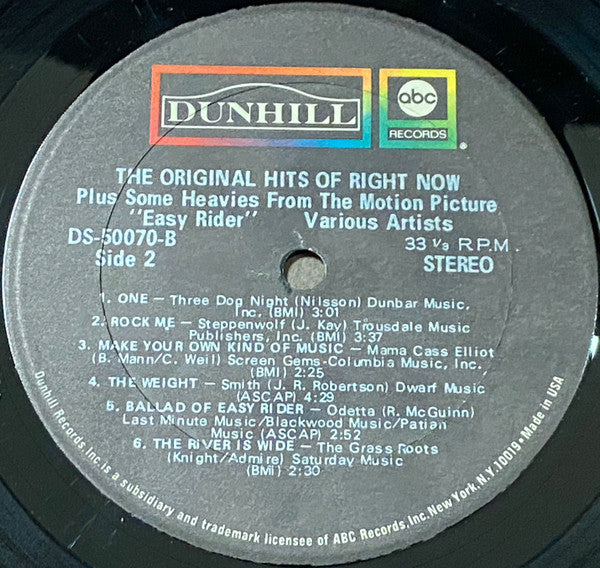 DUNHILL
abc
RECORDS
THE ORIGINAL HITS OF RIGHT NOW
Plus Some Heavies From The Motion Picture
"Easy Rider" Various Artists
DS-50070-B 33 ⅓ R.P.M.
Side 2 STEREO
1. ONE — Three Dog Night (Nilsson) Dunbar Music,
Inc. (BMI) 3:01
2. ROCK ME — Steppenwolf (J. Kay) Trousdale Music
Publishers, Inc. (BMI) 3:37
3. MAKE YOUR OWN KIND OF MUSIC — Mama Cass Elliot
(B. Mann/C. Weil) Screen Gems-Columbia Music, Inc.,
(BMI) 2:25
4. THE WEIGHT — Smith (J. R. Robertson) Dwarf Music
(ASCAP) 4:29
5. BALLAD OF EASY RIDER — Odetta (R. McGuinn)
Last Minute Music/Blackwood Music/Patian
Music (ASCAP) 2:52
6. THE RIVER IS WIDE — The Grass Roots
(Knight/Admire) Saturday Music
(BMI) 2:30
Dunhill Records, Inc. is a subsidiary and trademark licensee of ABC Records, Inc. New York, N.Y. 10019 • Made in USA